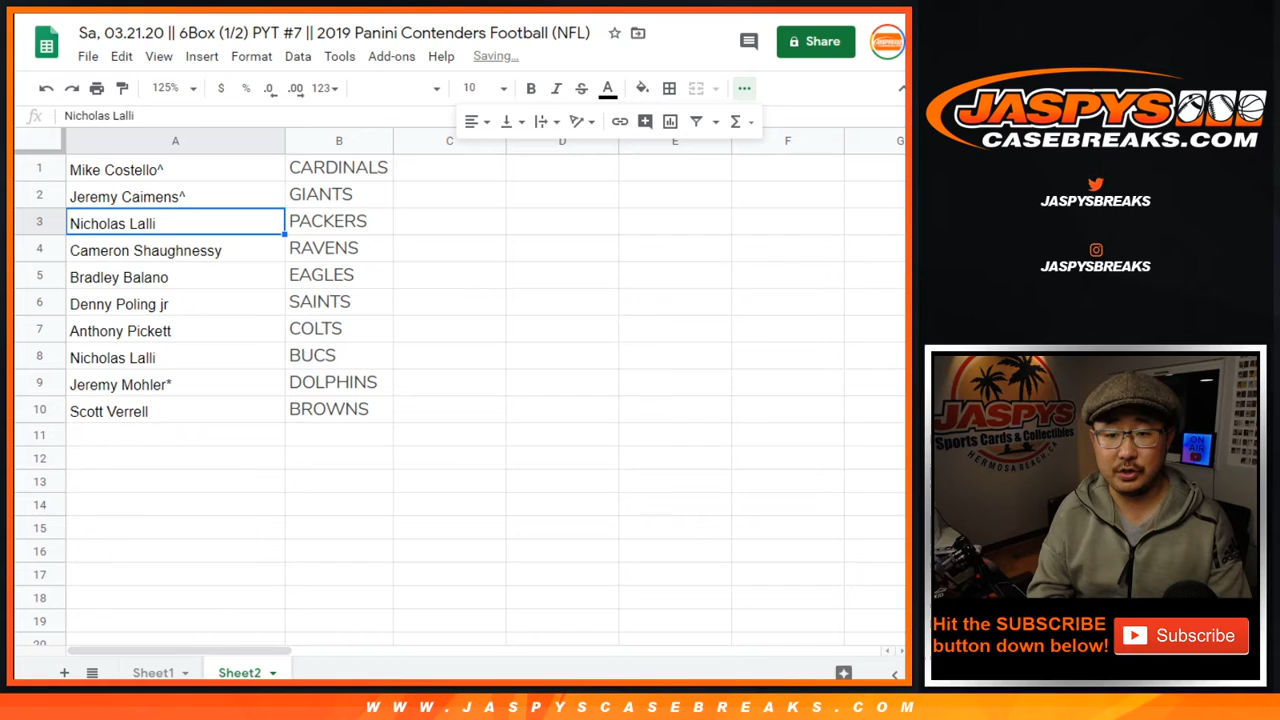 Sa, 03.21.20 || 6Box (1/2) PYT #7 || 2019 Panini Contenders Football (NFL)
File Edit View Insert Format Data Tools Add-ons Help Saving...
Share
125% $ % .0 .00 123 10 B I S A
fx Nicholas Lalli
A B C D E F G
1 Mike Costello^ CARDINALS
2 Jeremy Caimens^ GIANTS
3 Nicholas Lalli PACKERS
4 Cameron Shaughnessy RAVENS
5 Bradley Balano EAGLES
6 Denny Poling jr SAINTS
7 Anthony Pickett COLTS
8 Nicholas Lalli BUCS
9 Jeremy Mohler* DOLPHINS
10 Scott Verrell BROWNS
11
12
13
14
15
16
17
18
19
20
Sheet1 Sheet2
JASPYS
CASEBREAKS.COM
JASPYSBREAKS
JASPYSBREAKS
JASPYS
Sports Cards & Collectibles
HERMOSA BEACH, CA
ON AIR
Hit the SUBSCRIBE
button down below!
Subscribe
WWW.JASPYSCASEBREAKS.COM